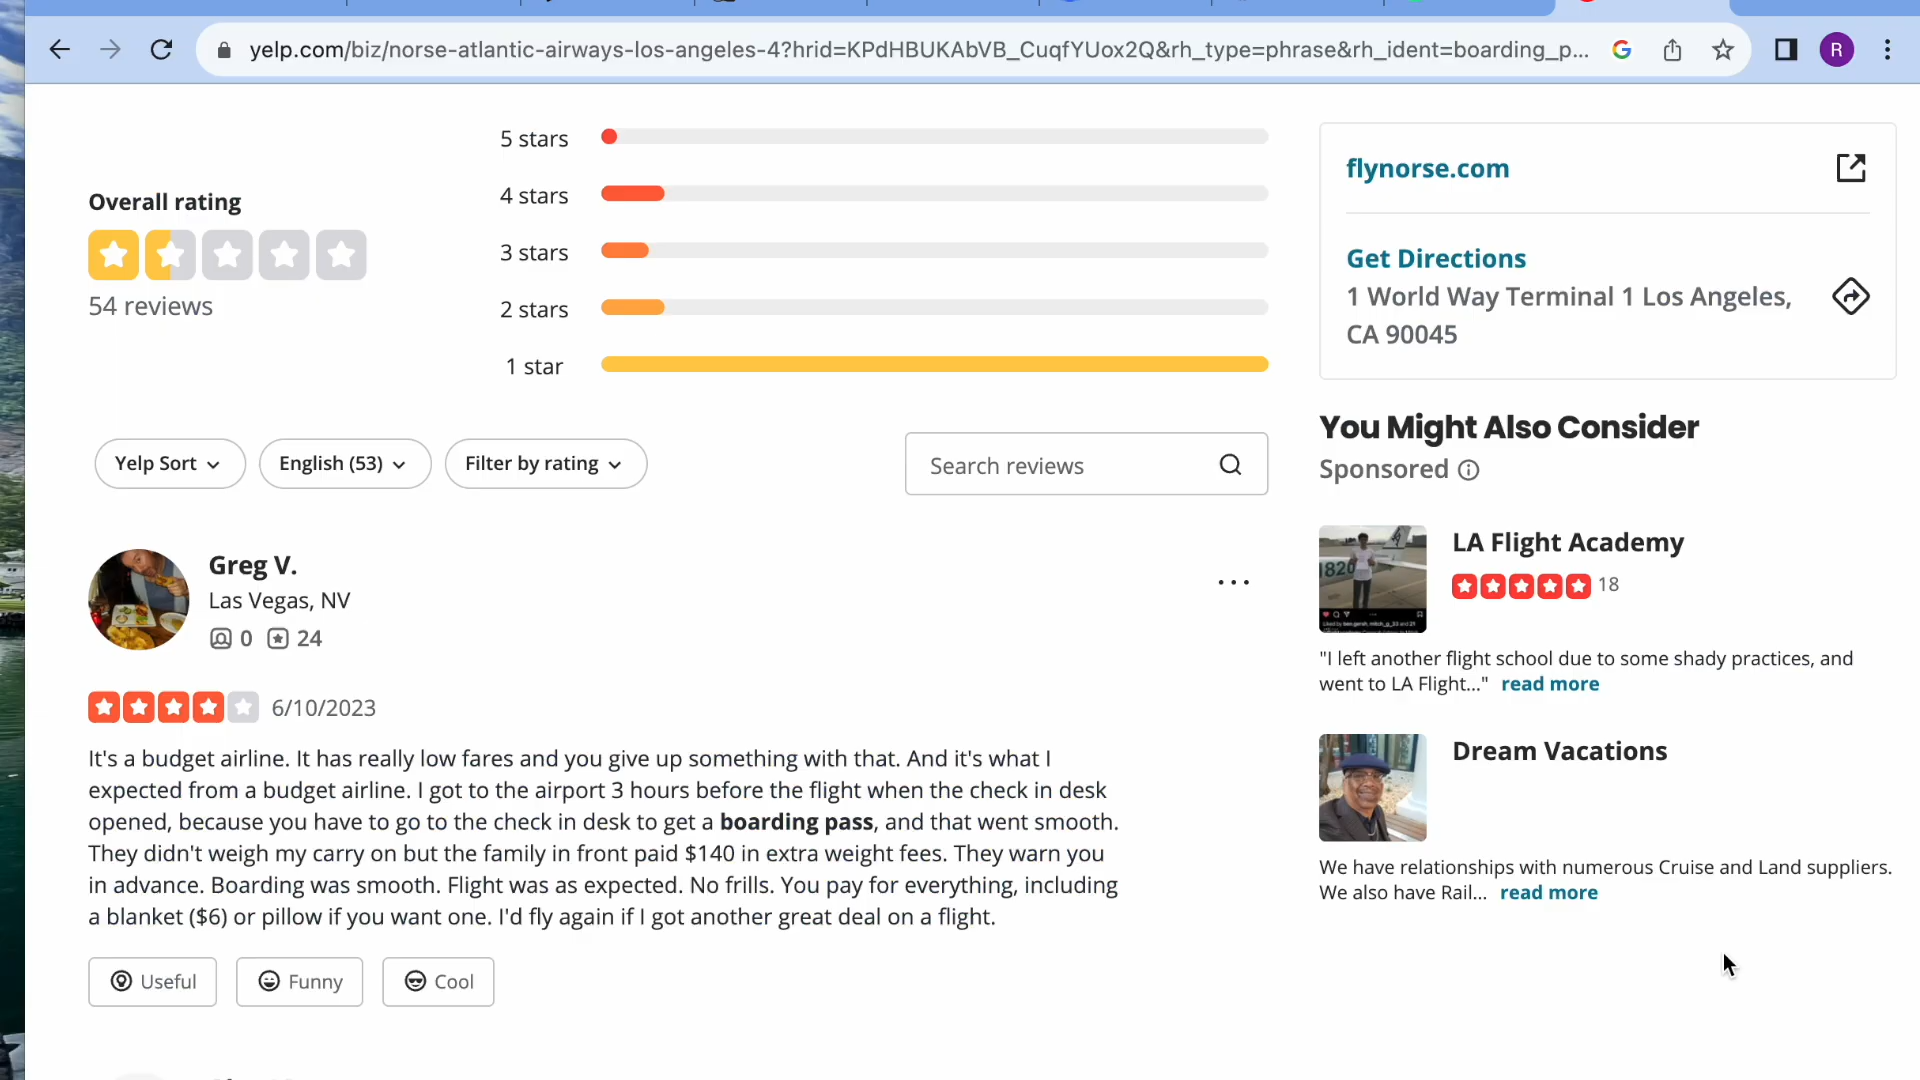 yelp.com/biz/norse-atlantic-airways-los-angeles-4?hrid=KPdHBUKAbVB_CuqfYUox2Q&rh_type=phrase&rh_ident=boarding_p...
R
5 stars
4 stars
3 stars
2 stars
1 star
Overall rating
54 reviews
flynorse.com
Get Directions
1 World Way Terminal 1 Los Angeles,
CA 90045
Yelp Sort
English (53)
Filter by rating
Search reviews
You Might Also Consider
Sponsored
Greg V.
Las Vegas, NV
0 24
6/10/2023
It's a budget airline. It has really low fares and you give up something with that. And it's what I
expected from a budget airline. I got to the airport 3 hours before the flight when the check in desk
opened, because you have to go to the check in desk to get a boarding pass, and that went smooth.
They didn't weigh my carry on but the family in front paid $140 in extra weight fees. They warn you
in advance. Boarding was smooth. Flight was as expected. No frills. You pay for everything, including
a blanket ($6) or pillow if you want one. I'd fly again if I got another great deal on a flight.
Useful
Funny
Cool
LA Flight Academy
18
"I left another flight school due to some shady practices, and
went to LA Flight..." read more
Dream Vacations
We have relationships with numerous Cruise and Land suppliers.
We also have Rail... read more